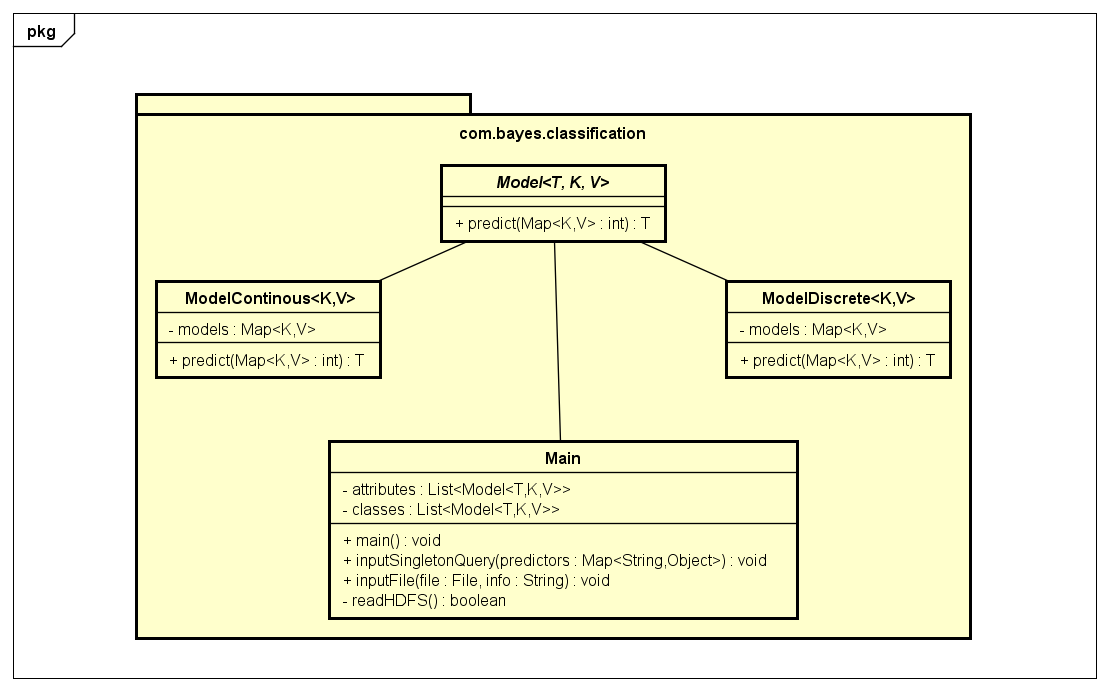 pkg
com.bayes.classification
Model<T, K, V>
+ predict(Map<K,V> : int) : T
ModelContinous<K,V>
- models : Map<K,V>
+ predict(Map<K,V> : int) : T
ModelDiscrete<K,V>
- models : Map<K,V>
+ predict(Map<K,V> : int) : T
Main
- attributes : List<Model<T,K,V>>
- classes : List<Model<T,K,V>>
+ main() : void
+ inputSingletonQuery(predictors : Map<String,Object>) : void
+ inputFile(file : File, info : String) : void
- readHDFS() : boolean